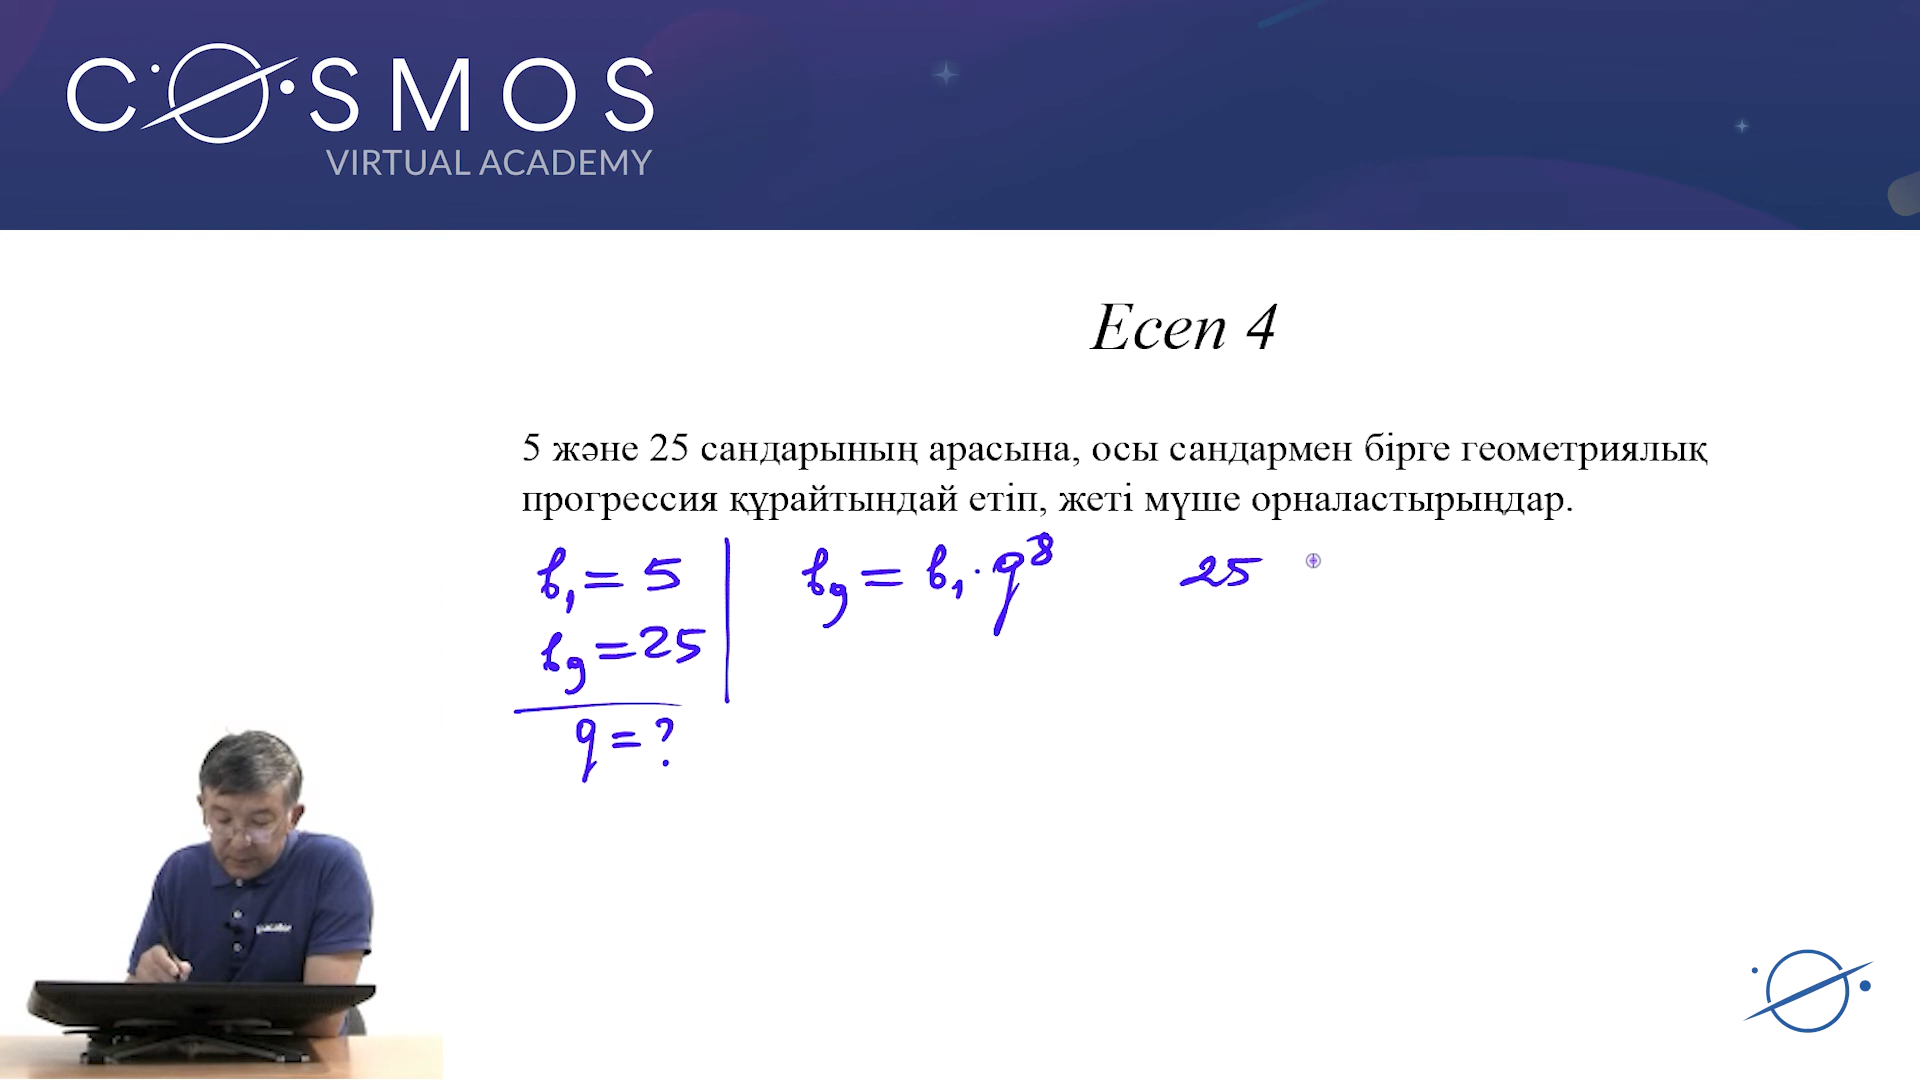 COSMOS
VIRTUAL ACADEMY
Есеп 4
5 және 25 сандарының арасына, осы сандармен бірге геометриялық
прогрессия құрайтындай етіп, жеті мүше орналастырыңдар.
b₁ = 5
b₉ = 25
q = ?
b₉ = b₁ · q⁸
25